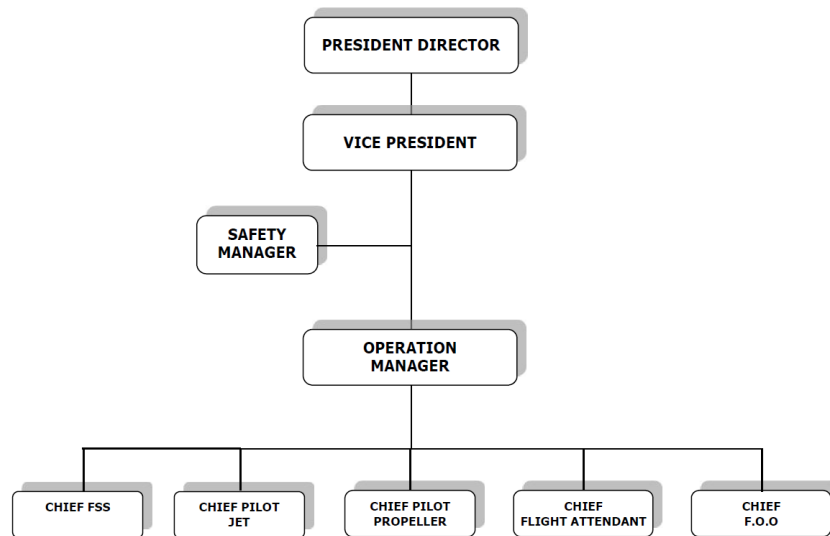 PRESIDENT DIRECTOR
VICE PRESIDENT
SAFETY
MANAGER
OPERATION
MANAGER
CHIEF FSS
CHIEF PILOT
JET
CHIEF PILOT
PROPELLER
CHIEF
FLIGHT ATTENDANT
CHIEF
F.O.O